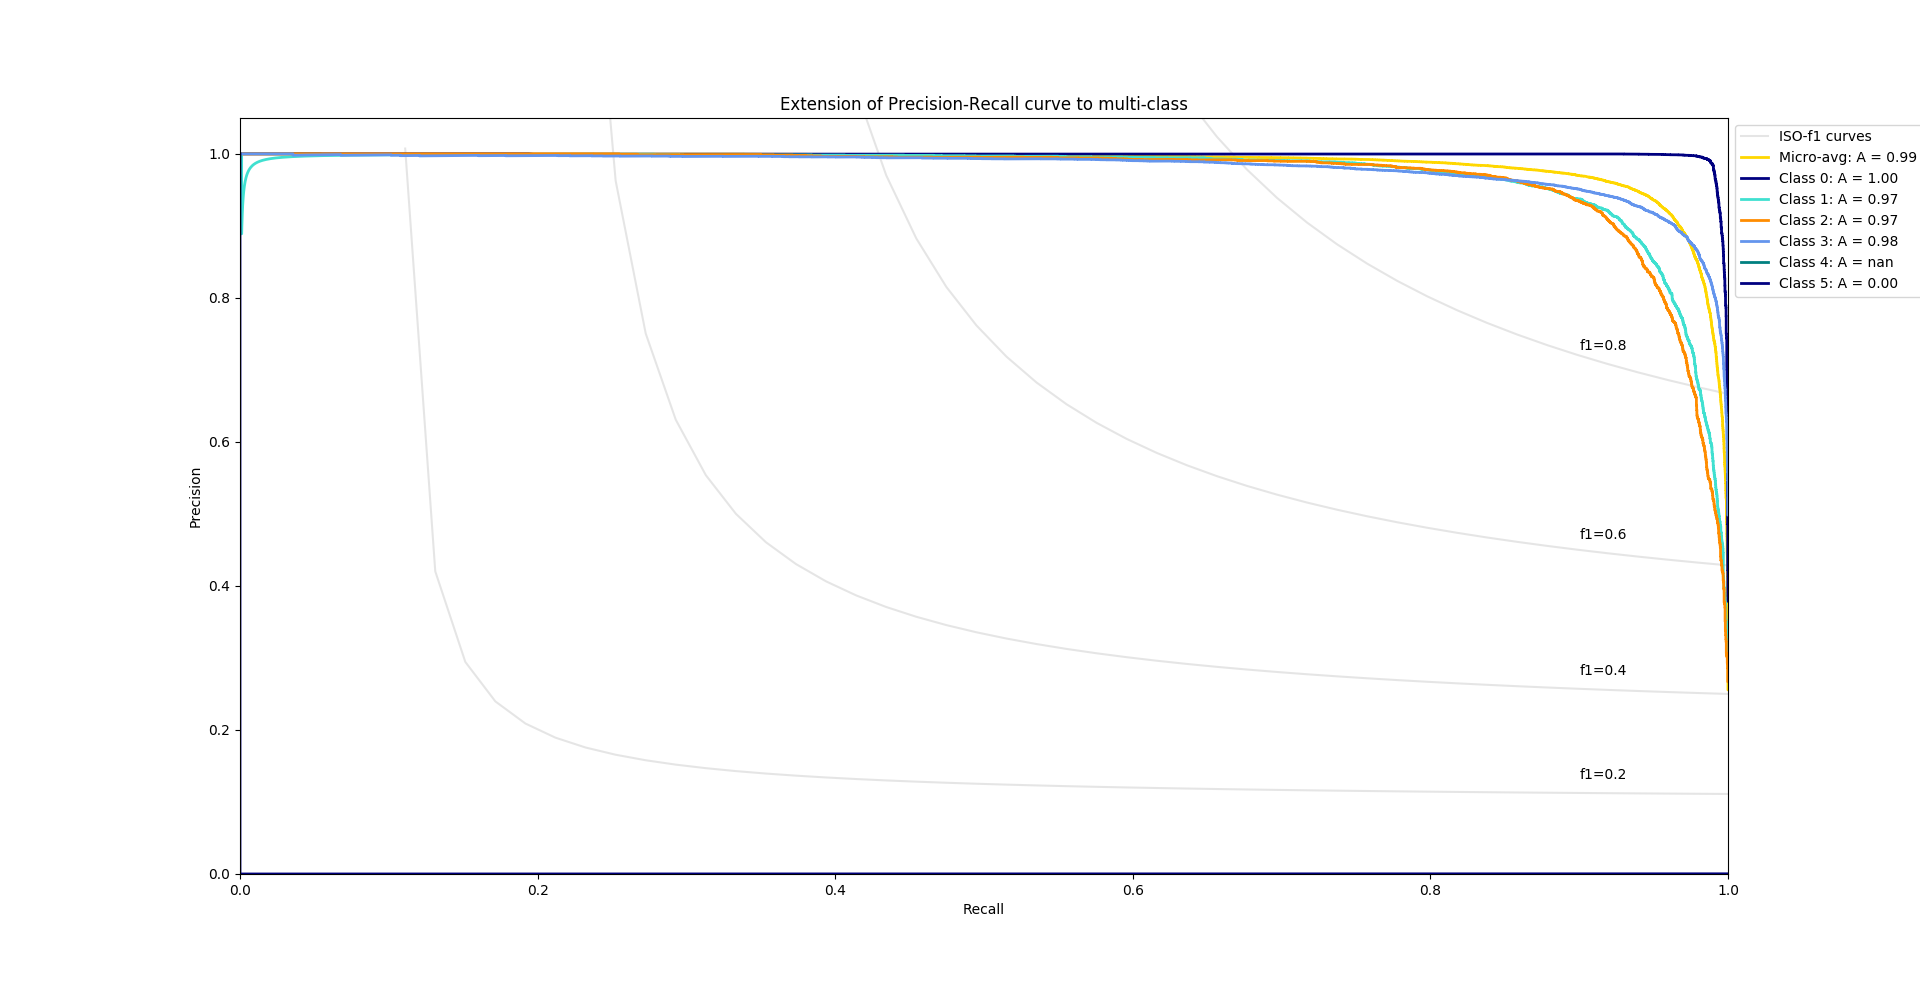 Extension of Precision-Recall curve to multi-class
ISO-f1 curves
Micro-avg: A = 0.99
Class 0: A = 1.00
Class 1: A = 0.97
Class 2: A = 0.97
Class 3: A = 0.98
Class 4: A = nan
Class 5: A = 0.00
1.0
0.8
0.6
0.4
0.2
0.0
Precision
f1=0.8
f1=0.6
f1=0.4
f1=0.2
0.0 0.2 0.4 0.6 0.8 1.0
Recall